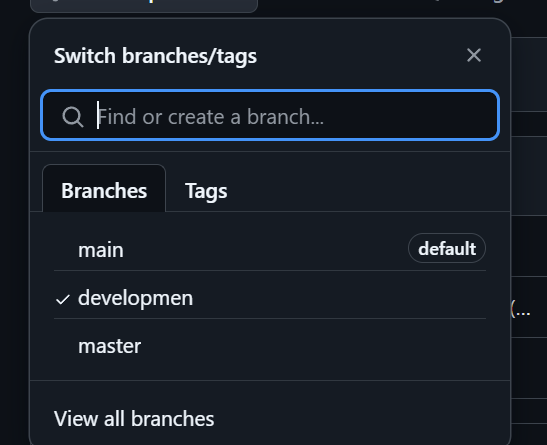 Switch branches/tags
Find or create a branch...
Branches Tags
main default
developmen
master
View all branches